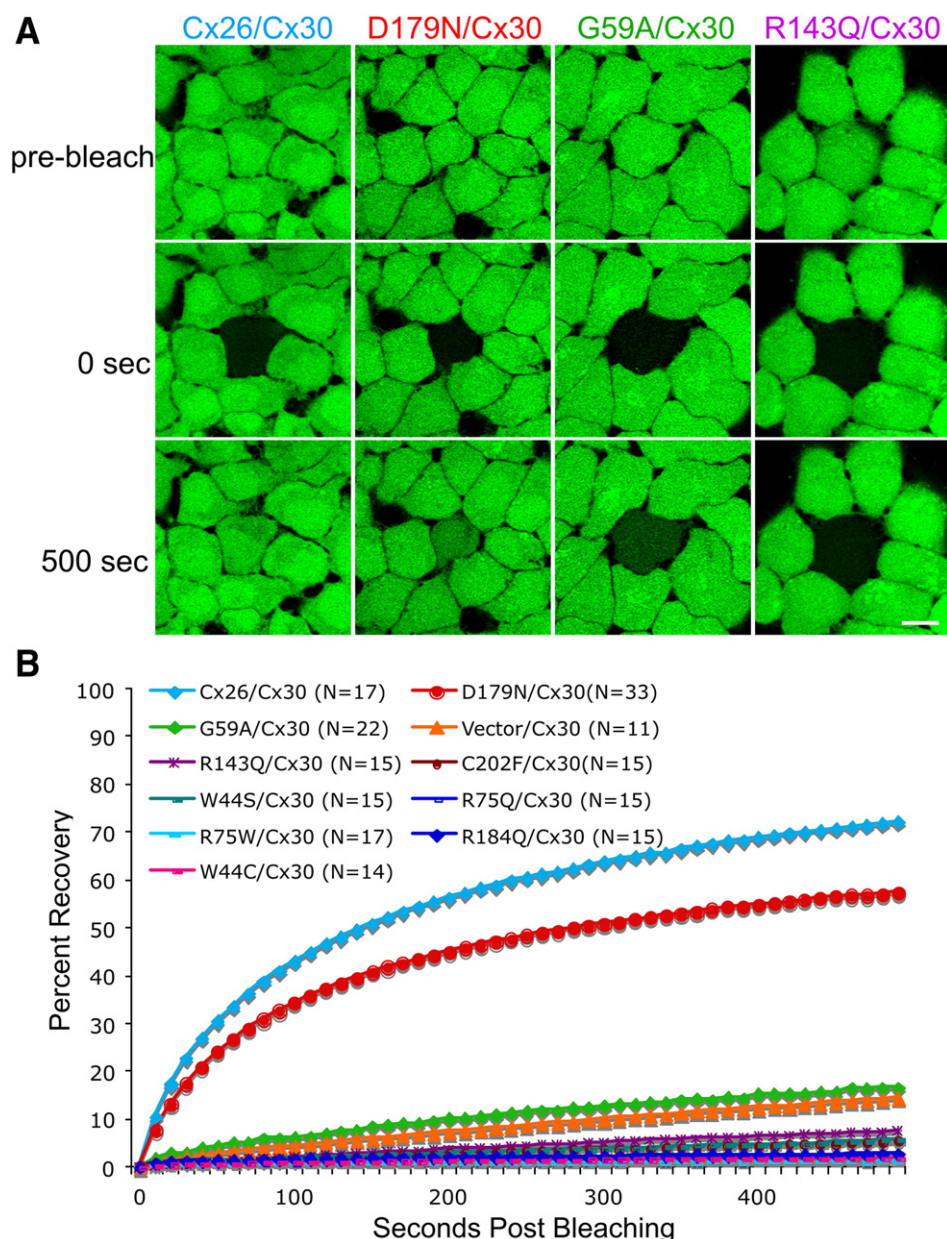 A
Cx26/Cx30 D179N/Cx30 G59A/Cx30 R143Q/Cx30
pre-bleach
0 sec
500 sec
B
100
90
80
70
60
50
40
30
20
10
0
Percent Recovery
Cx26/Cx30 (N=17) D179N/Cx30(N=33)
G59A/Cx30 (N=22) Vector/Cx30 (N=11)
R143Q/Cx30 (N=15) C202F/Cx30(N=15)
W44S/Cx30 (N=15) R75Q/Cx30 (N=15)
R75W/Cx30 (N=17) R184Q/Cx30 (N=15)
W44C/Cx30 (N=14)
0 100 200 300 400
Seconds Post Bleaching